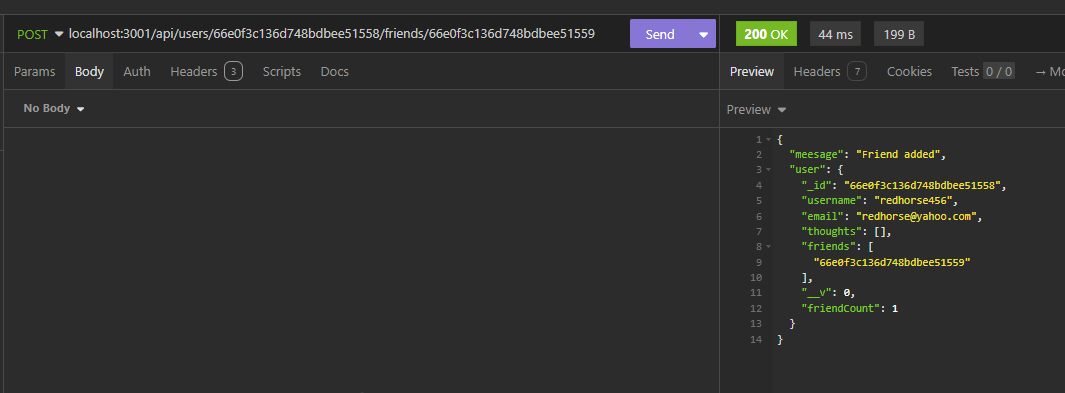 POST localhost:3001/api/users/66e0f3c136d748bdbee51558/friends/66e0f3c136d748bdbee51559 Send 200 OK 44 ms 199 B
Params Body Auth Headers 3 Scripts Docs Preview Headers 7 Cookies Tests 0 / 0 → Mo
No Body Preview
1 {
2 "meesage": "Friend added",
3 "user": {
4 "_id": "66e0f3c136d748bdbee51558",
5 "username": "redhorse456",
6 "email": "redhorse@yahoo.com",
7 "thoughts": [],
8 "friends": [
9 "66e0f3c136d748bdbee51559"
10 ],
11 "__v": 0,
12 "friendCount": 1
13 }
14 }